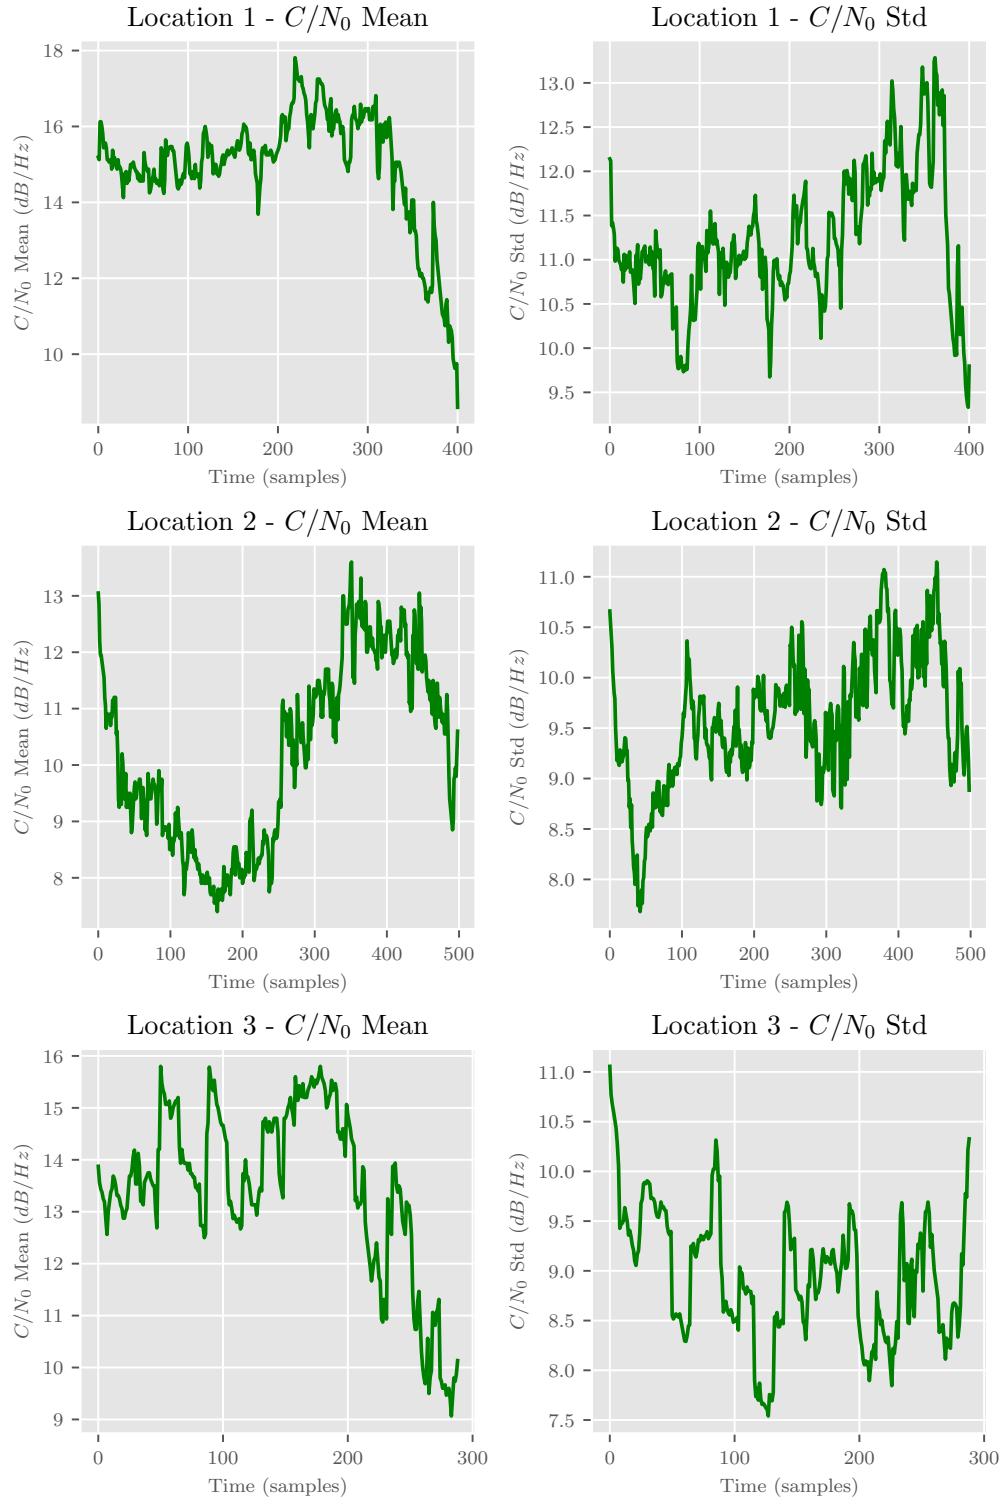 Location 1 - C/N₀ Mean
C/N₀ Mean (dB/Hz)
18
16
14
12
10
0 100 200 300 400
Time (samples)
Location 1 - C/N₀ Std
C/N₀ Std (dB/Hz)
13.0
12.5
12.0
11.5
11.0
10.5
10.0
9.5
0 100 200 300 400
Time (samples)
Location 2 - C/N₀ Mean
C/N₀ Mean (dB/Hz)
13
12
11
10
9
8
0 100 200 300 400 500
Time (samples)
Location 2 - C/N₀ Std
C/N₀ Std (dB/Hz)
11.0
10.5
10.0
9.5
9.0
8.5
8.0
0 100 200 300 400 500
Time (samples)
Location 3 - C/N₀ Mean
C/N₀ Mean (dB/Hz)
16
15
14
13
12
11
10
9
0 100 200 300
Time (samples)
Location 3 - C/N₀ Std
C/N₀ Std (dB/Hz)
11.0
10.5
10.0
9.5
9.0
8.5
8.0
7.5
0 100 200 300
Time (samples)